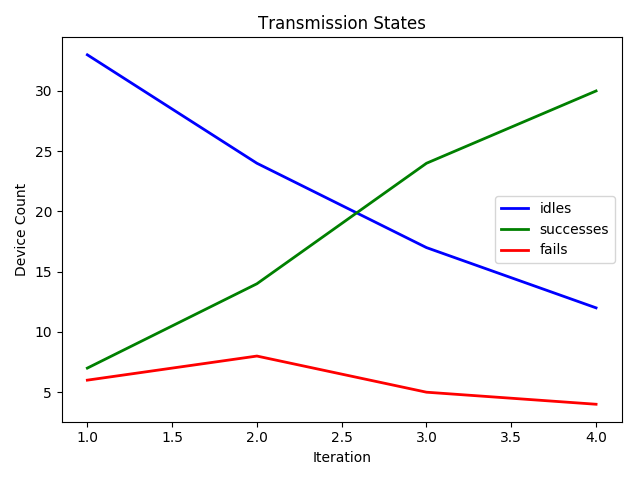 Transmission States
Device Count
30
25
20
15
10
5
idles
successes
fails
1.0 1.5 2.0 2.5 3.0 3.5 4.0
Iteration